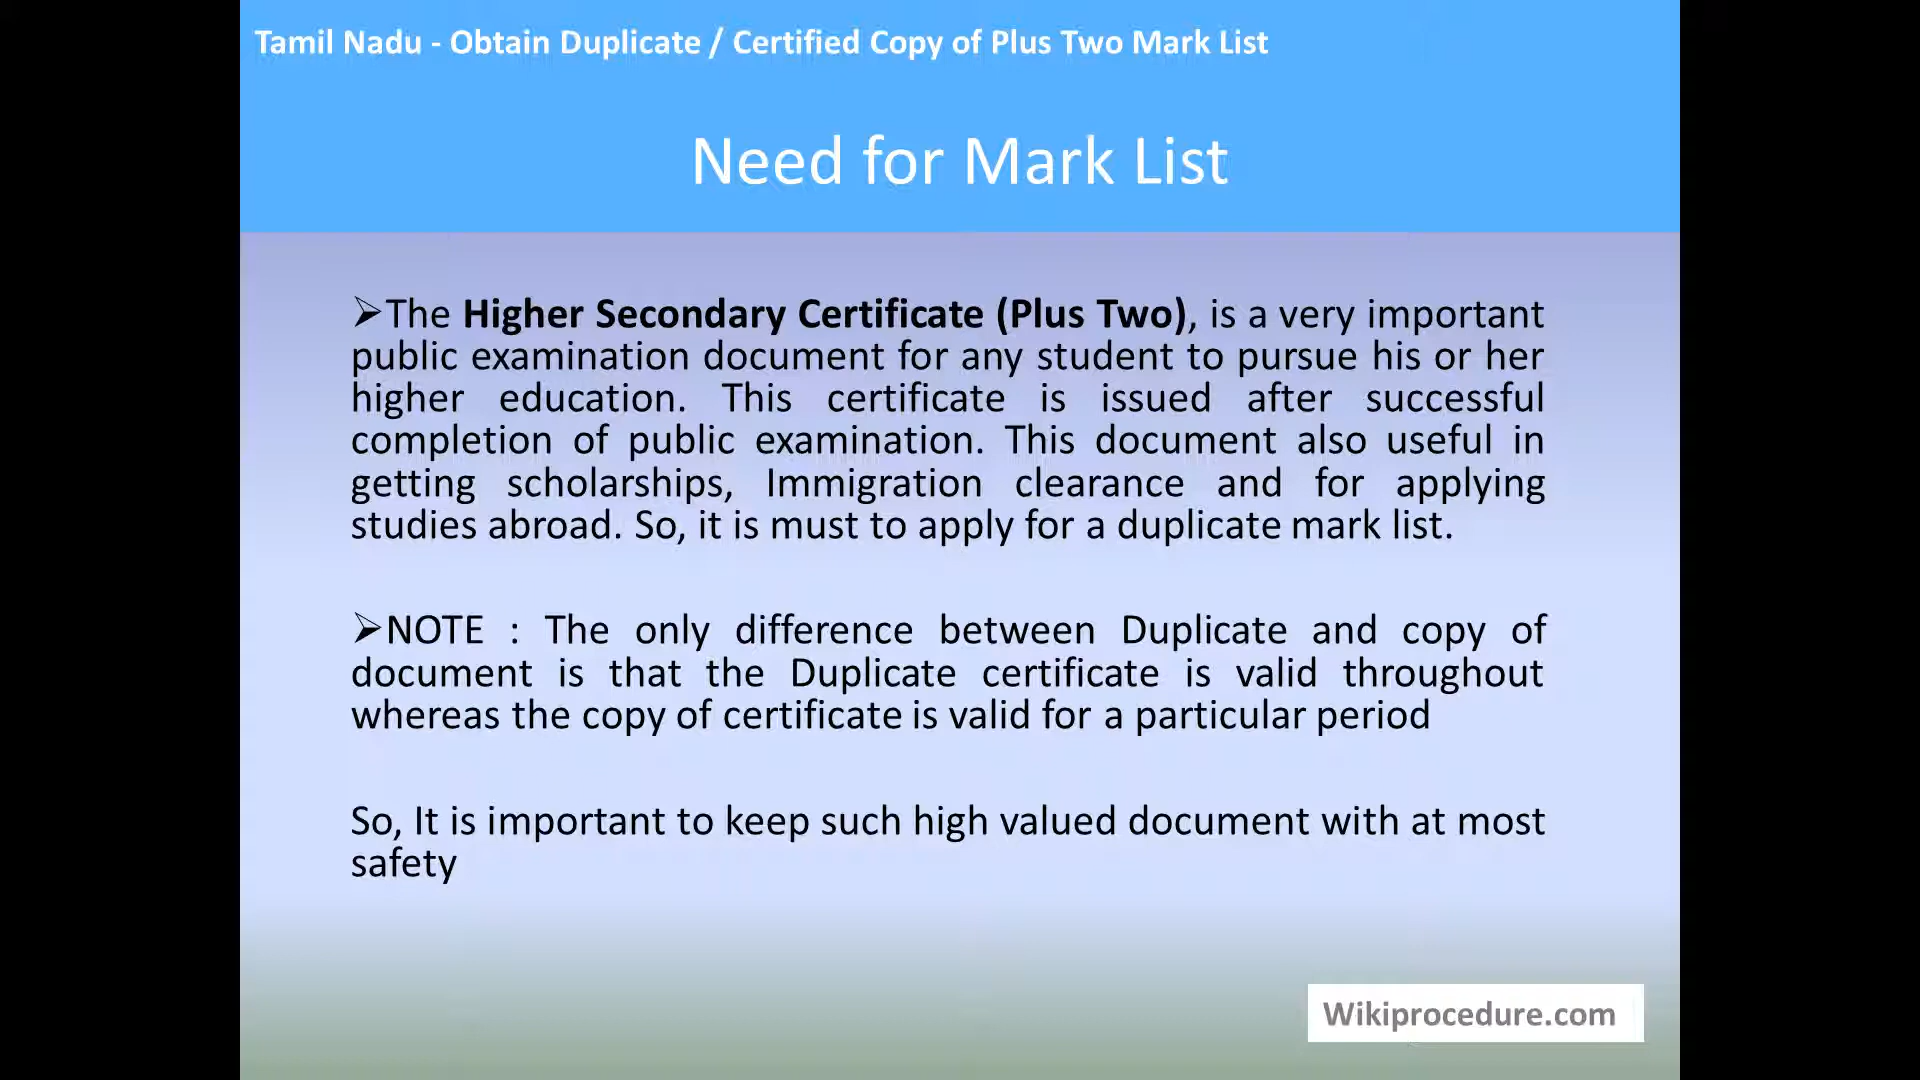 Tamil Nadu - Obtain Duplicate / Certified Copy of Plus Two Mark List
Need for Mark List
➢The Higher Secondary Certificate (Plus Two), is a very important
public examination document for any student to pursue his or her
higher education. This certificate is issued after successful
completion of public examination. This document also useful in
getting scholarships, Immigration clearance and for applying
studies abroad. So, it is must to apply for a duplicate mark list.
➢NOTE : The only difference between Duplicate and copy of
document is that the Duplicate certificate is valid throughout
whereas the copy of certificate is valid for a particular period
So, It is important to keep such high valued document with at most
safety
Wikiprocedure.com